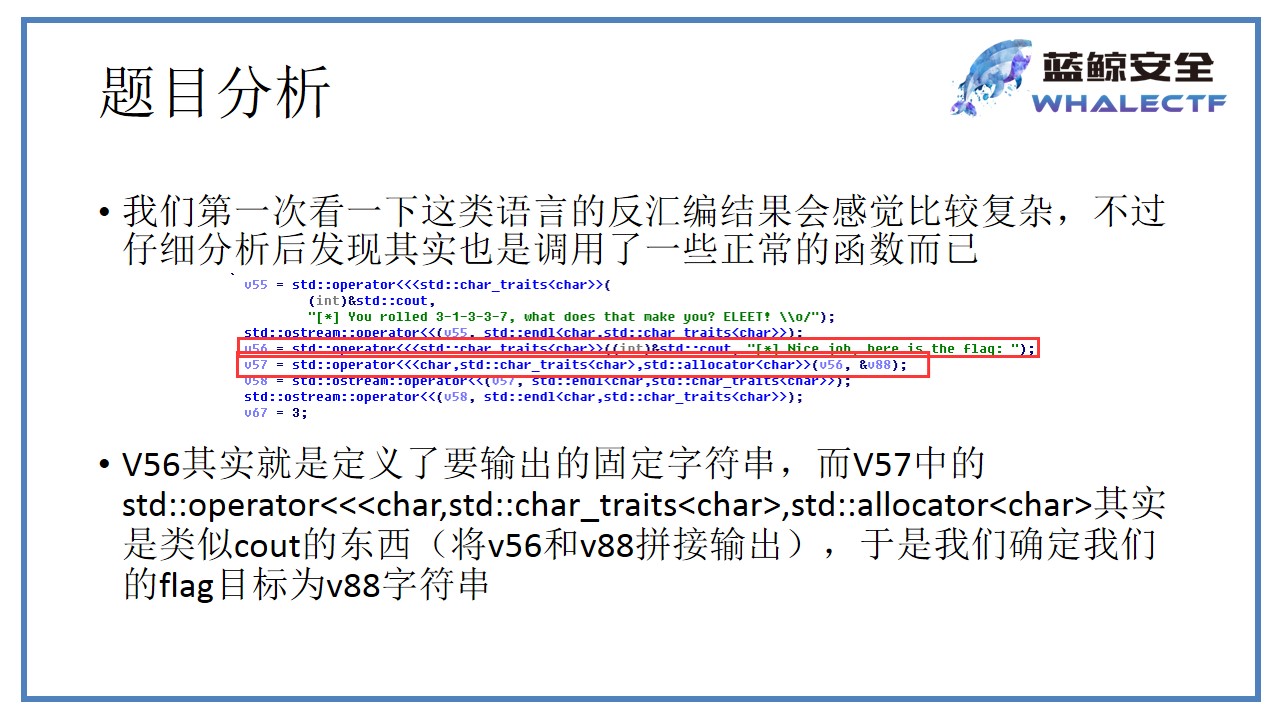 题目分析
蓝鲸安全
WHALECTF
• 我们第一次看一下这类语言的反汇编结果会感觉比较复杂，不过
仔细分析后发现其实也是调用了一些正常的函数而已
v55 = std::operator<<<std::char_traits<char>>(
(int)&std::cout,
"[*] You rolled 3-1-3-3-7, what does that make you? ELEET! \\o/");
std::ostream::operator<<(v55, std::endl<char,std::char_traits<char>>);
v56 = std::operator<<<std::char_traits<char>>((int)&std::cout, "[*] Nice job, here is the flag: ");
v57 = std::operator<<<char,std::char_traits<char>,std::allocator<char>>(v56, &v88);
v58 = std::ostream::operator<<(v57, std::endl<char,std::char_traits<char>>);
std::ostream::operator<<(v58, std::endl<char,std::char_traits<char>>);
v67 = 3;
• V56其实就是定义了要输出的固定字符串，而V57中的
std::operator<<<char,std::char_traits<char>,std::allocator<char>其实
是类似cout的东西（将v56和v88拼接输出），于是我们确定我们
的flag目标为v88字符串